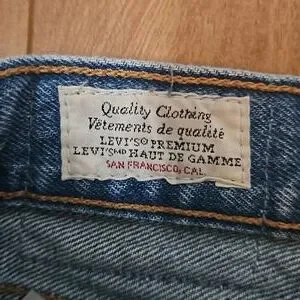 Quality Clothing
Vêtements de qualité
LEVI'S® PREMIUM
LEVI'S MD HAUT DE GAMME
SAN FRANCISCO, CAL